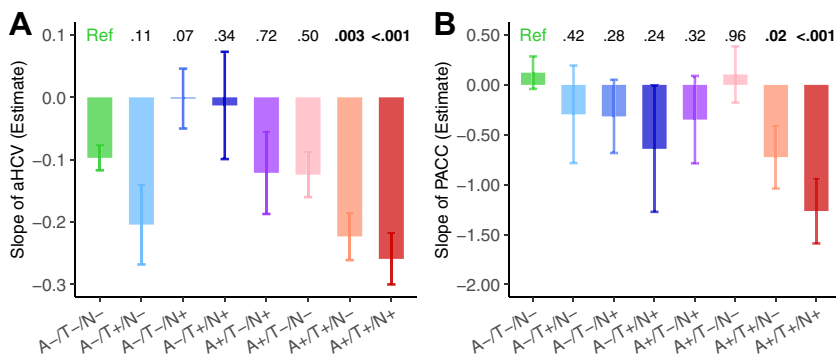 A
B
Ref .11 .07 .34 .72 .50 .003 <.001
Ref .42 .28 .24 .32 .96 .02 <.001
Slope of aHCV (Estimate)
0.1
0.0
−0.1
−0.2
−0.3
A−/T−/N−
A−/T+/N−
A−/T−/N+
A−/T+/N+
A+/T−/N+
A+/T−/N−
A+/T+/N−
A+/T+/N+
Slope of PACC (Estimate)
0.50
0.00
−0.50
−1.00
−1.50
−2.00
A−/T−/N−
A−/T+/N−
A−/T−/N+
A−/T+/N+
A+/T−/N+
A+/T−/N−
A+/T+/N−
A+/T+/N+